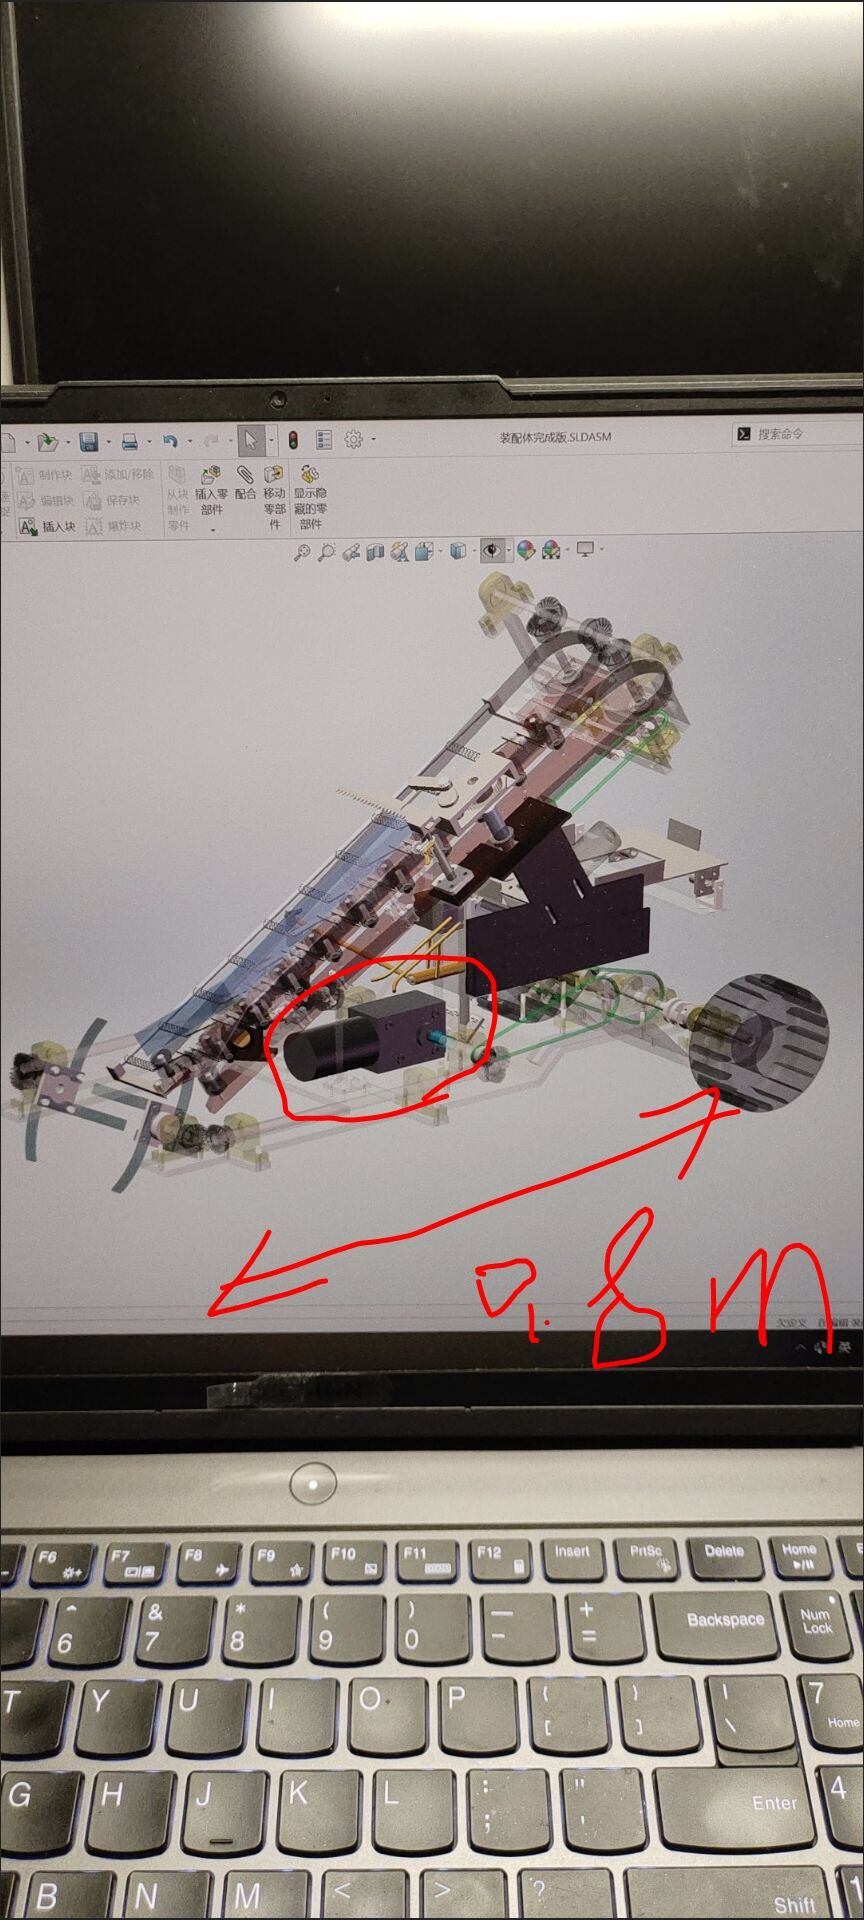 装配体完成版.SLDASM
搜索命令
制作块
添加/移除
从块制作零件
插入零部件
配合
移动零部件
显示隐藏的零部件
编辑块
保存块
插入块
爆炸块
0.8m
英
F6
F7
F8
F9
F10
F11
F12
Insert
PrtSc
Delete
Home
^ 6
& 7
* 8
( 9
) 0
— -
+ =
Backspace
Num Lock
T
Y
U
I
O
P
{ [
} ]
| \
7 Home
G
H
J
K
L
: ;
" '
Enter
4
B
N
M
<
>
?
Shift
1